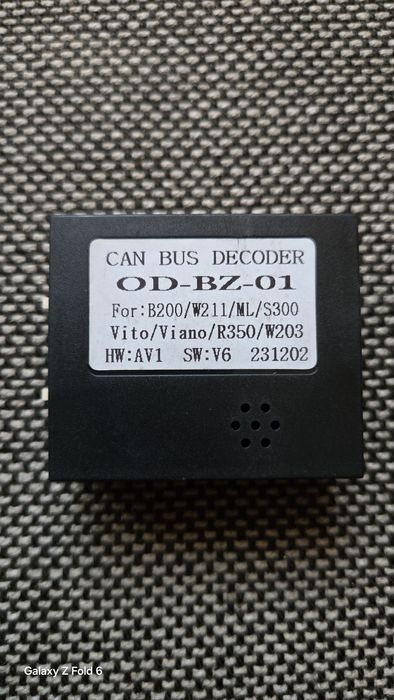 CAN BUS DECODER
OD-BZ-01
For:B200/W211/ML/S300
Vito/Viano/R350/W203
HW:AV1 SW:V6 231202
Galaxy Z Fold 6